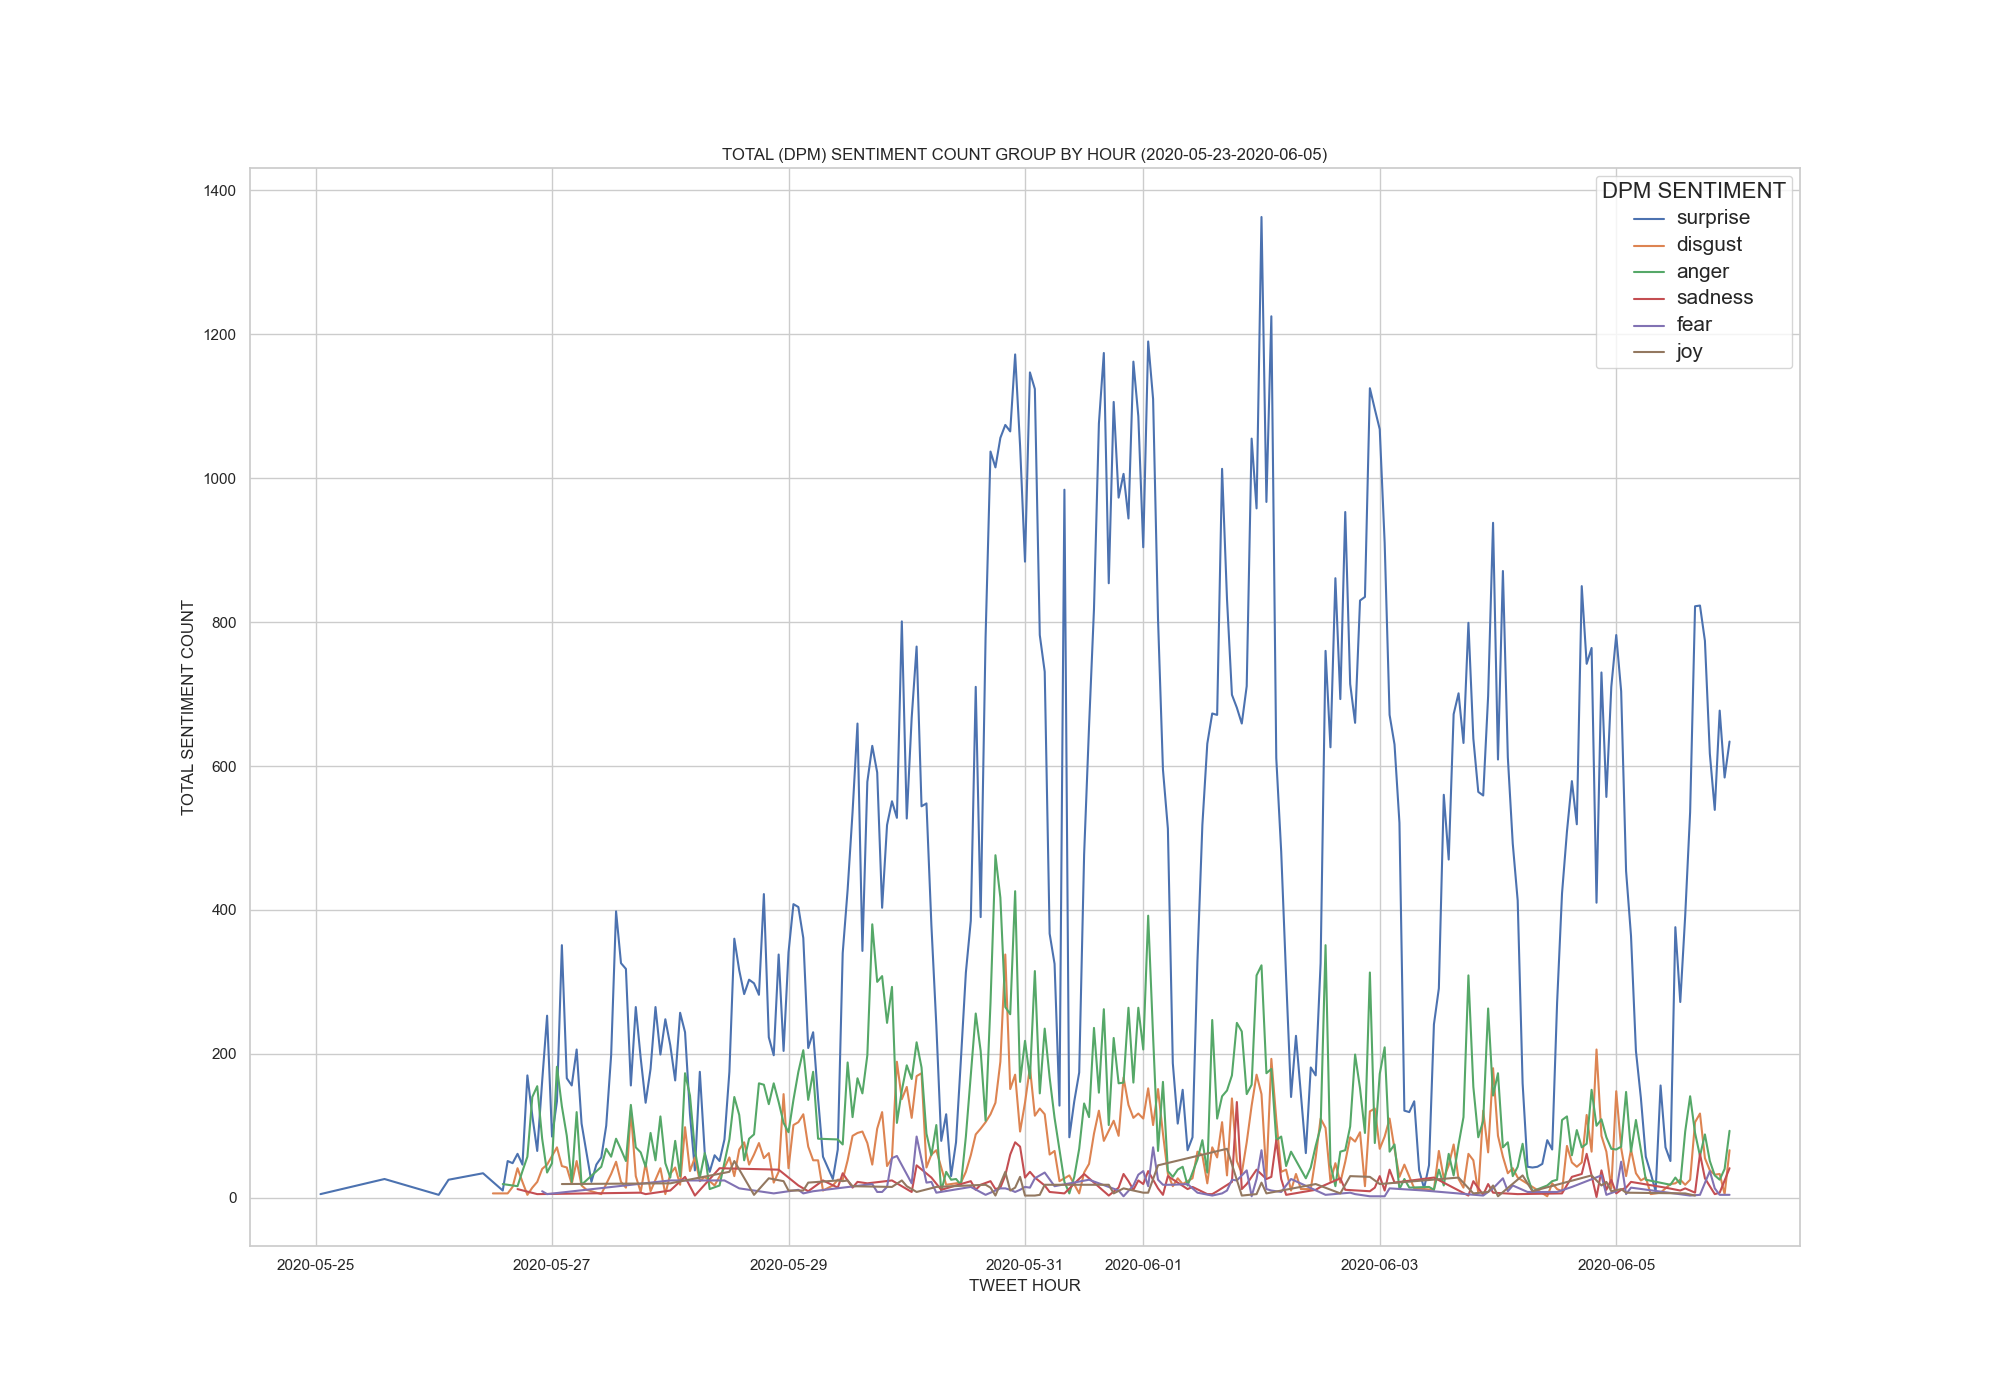 TOTAL (DPM) SENTIMENT COUNT GROUP BY HOUR (2020-05-23-2020-06-05)
DPM SENTIMENT
surprise
disgust
anger
sadness
fear
joy
TOTAL SENTIMENT COUNT
1400
1200
1000
800
600
400
200
0
2020-05-25
2020-05-27
2020-05-29
2020-05-31
2020-06-01
2020-06-03
2020-06-05
TWEET HOUR